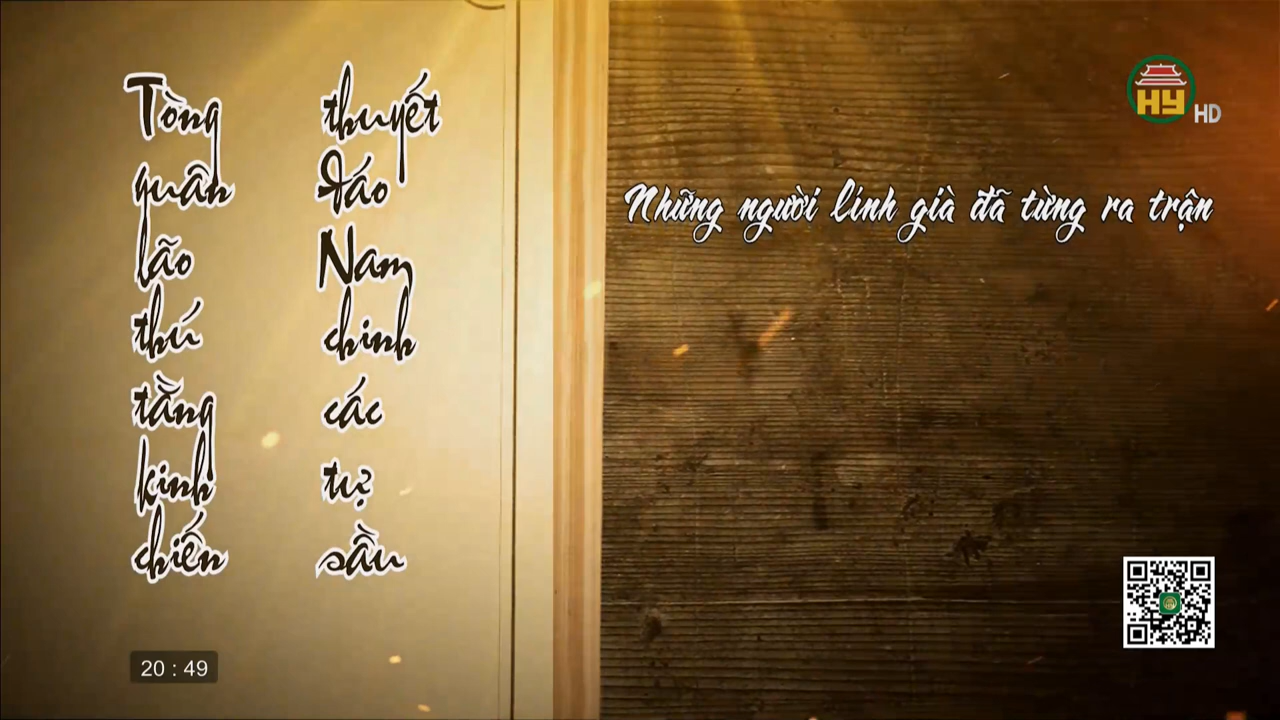 Tòng quân lão thú tằng kinh chiến
thuyết đáo Nam chinh các tự sầu
Những người lính già đã từng ra trận
HY HD
20 : 49